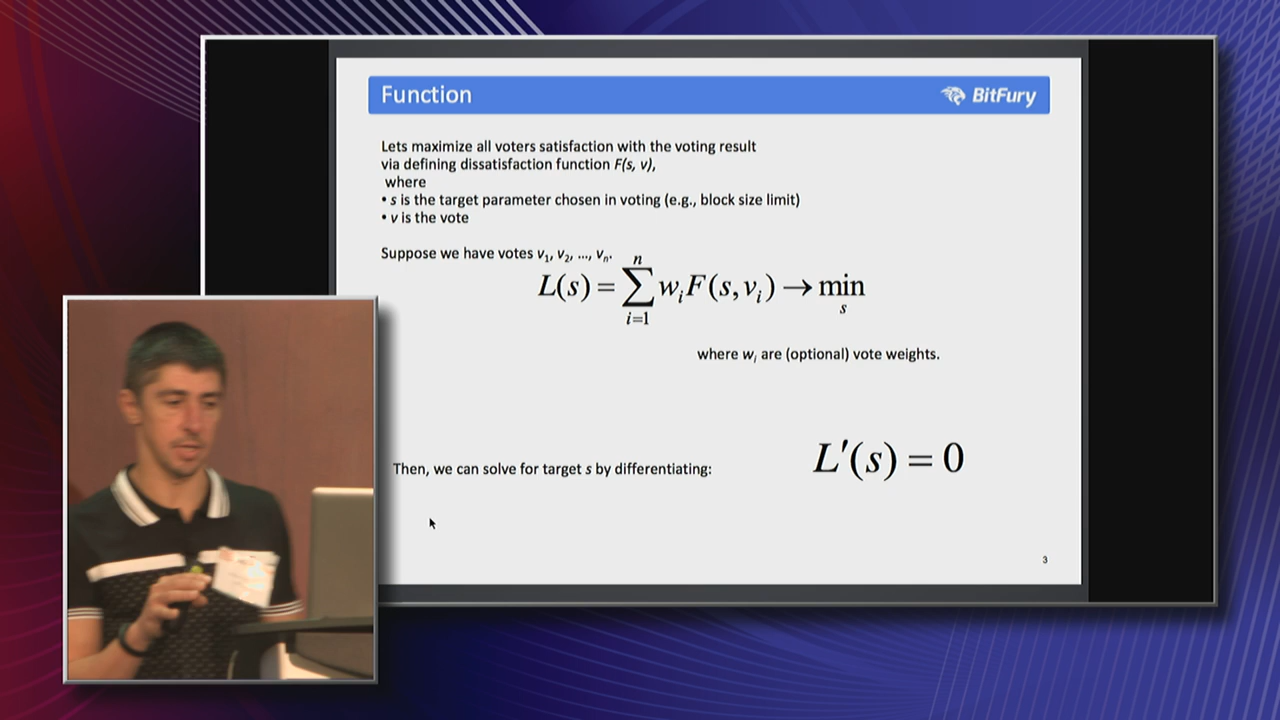 Function
BitFury
Lets maximize all voters satisfaction with the voting result
via defining dissatisfaction function F(s, v),
where
• s is the target parameter chosen in voting (e.g., block size limit)
• v is the vote
Suppose we have votes v₁, v₂, ..., vₙ.
L(s) = ∑ᵢ₌₁ⁿ wᵢF(s, vᵢ) → minₛ
where wᵢ are (optional) vote weights.
Then, we can solve for target s by differentiating:
L′(s) = 0
3